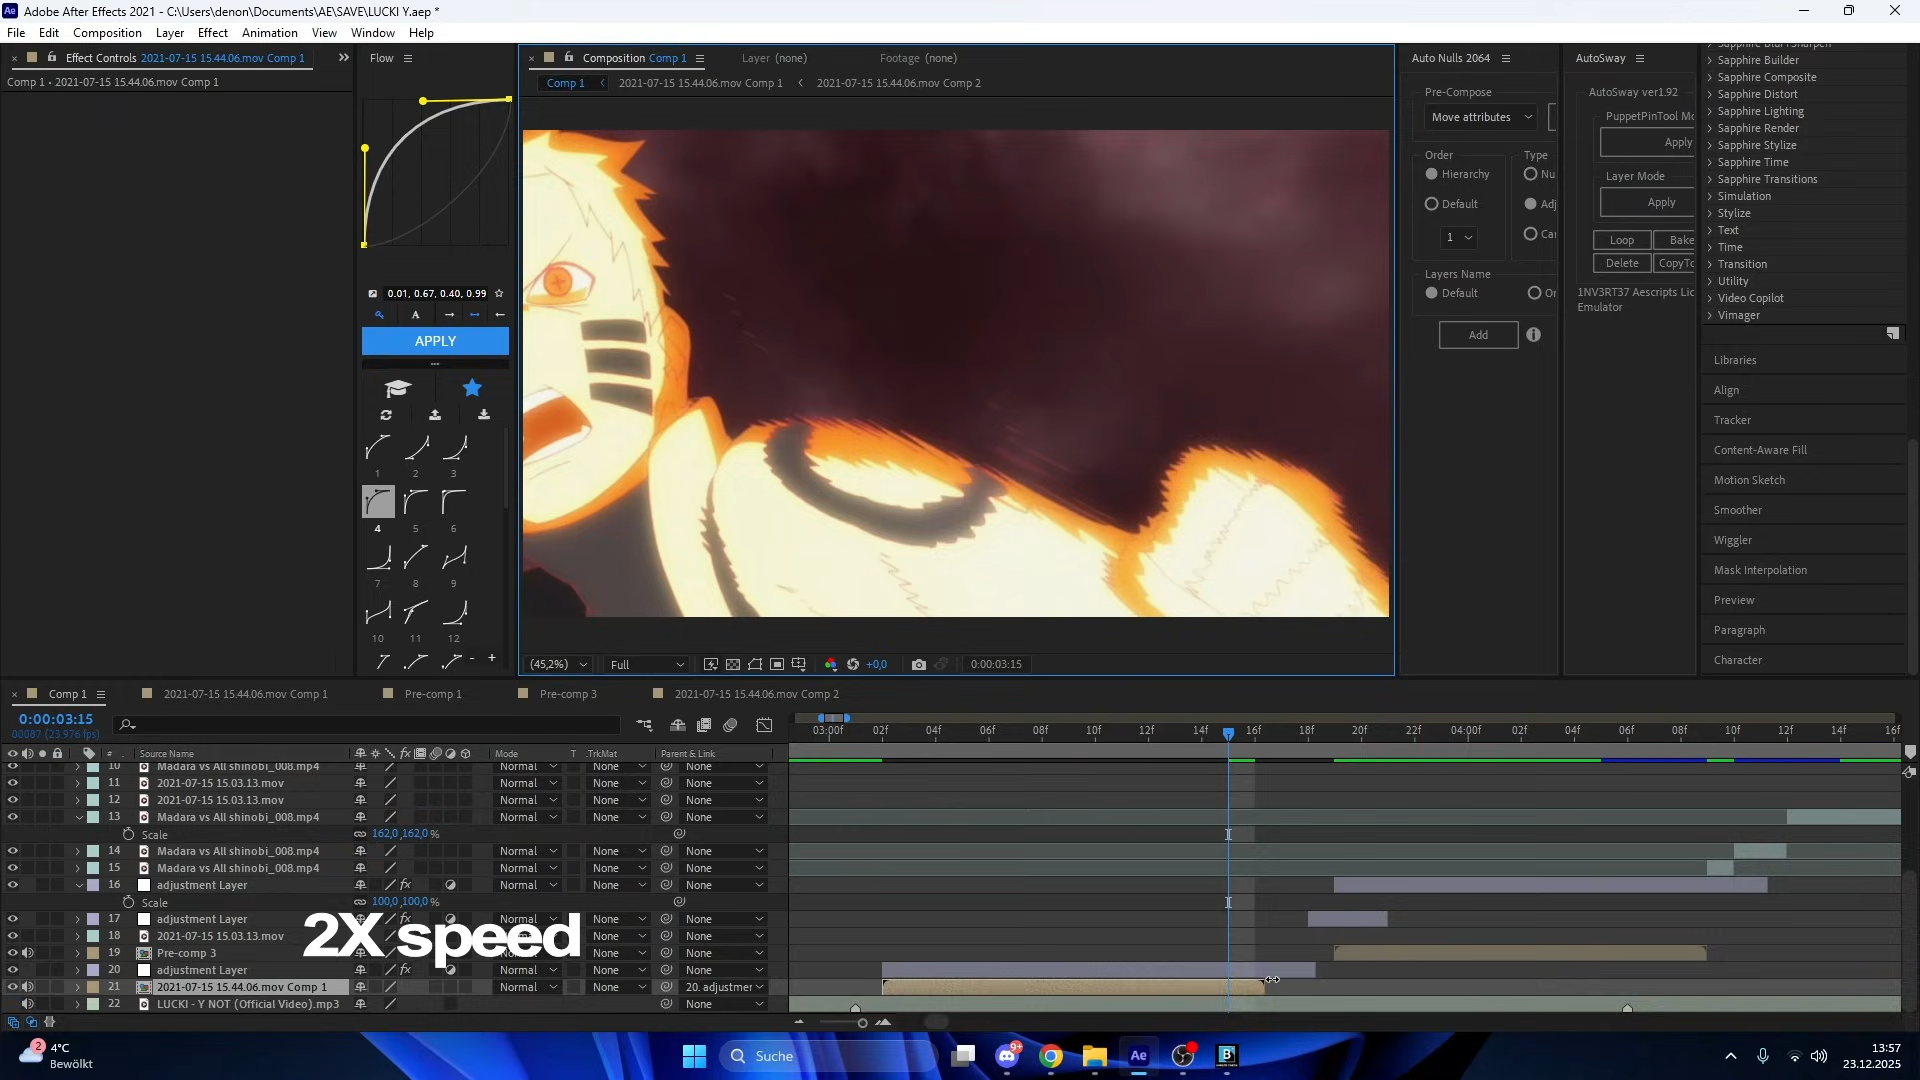 Ae Adobe After Effects 2021 - C:\Users\denon\Documents\AE\SAVE\LUCKI Y.aep *
File Edit Composition Layer Effect Animation View Window Help
Effect Controls 2021-07-15 15.44.06.mov Comp 1
Comp 1 • 2021-07-15 15.44.06.mov Comp 1
Flow
0.01, 0.67, 0.40, 0.99
A
APPLY
1 2 3
4 5 6
7 8 9
10 11 12
- +
Composition Comp 1
Layer (none)
Footage (none)
Comp 1 2021-07-15 15.44.06.mov Comp 1 2021-07-15 15.44.06.mov Comp 2
(45,2%) Full +0,0 0:00:03:15
Auto Nulls 2064
Pre-Compose
Move attributes
Order Type
Hierarchy Nu
Default Adj
1 Car
Layers Name
Default Or
Add
AutoSway
AutoSway ver1.92
PuppetPinTool Mo
Apply
Layer Mode
Apply
Loop Bake
Delete CopyTo
1NV3RT37 Aescripts Lic
Emulator
Sapphire Blur+Sharpen
Sapphire Builder
Sapphire Composite
Sapphire Distort
Sapphire Lighting
Sapphire Render
Sapphire Stylize
Sapphire Time
Sapphire Transitions
Simulation
Stylize
Text
Time
Transition
Utility
Video Copilot
Vimager
Libraries
Align
Tracker
Content-Aware Fill
Motion Sketch
Smoother
Wiggler
Mask Interpolation
Preview
Paragraph
Character
Comp 1 2021-07-15 15.44.06.mov Comp 1 Pre-comp 1 Pre-comp 3 2021-07-15 15.44.06.mov Comp 2
0:00:03:15
00087 (23.976 fps)
03:00f 02f 04f 06f 08f 10f 12f 14f 16f 18f 20f 22f 04:00f 02f 04f 06f 08f 10f 12f 14f 16f
# Source Name fx Mode T .TrkMat Parent & Link
10 Madara vs All shinobi_008.mp4 Normal None None
11 2021-07-15 15.03.13.mov Normal None None
12 2021-07-15 15.03.13.mov Normal None None
13 Madara vs All shinobi_008.mp4 Normal None None
Scale 162,0,162,0 %
14 Madara vs All shinobi_008.mp4 Normal None None
15 Madara vs All shinobi_008.mp4 Normal None None
16 adjustment Layer fx Normal None None
Scale 100,0,100,0 %
17 adjustment Layer fx Normal None None
18 2021-07-15 15.03.13.mov Normal None None
19 Pre-comp 3 Normal None None
20 adjustment Layer fx Normal None None
21 2021-07-15 15.44.06.mov Comp 1 Normal None 20. adjustmer
22 LUCKI - Y NOT (Official Video).mp3 None
2X speed
2 4°C
Bewölkt
Suche
9+
Ae
B
13:57
23.12.2025